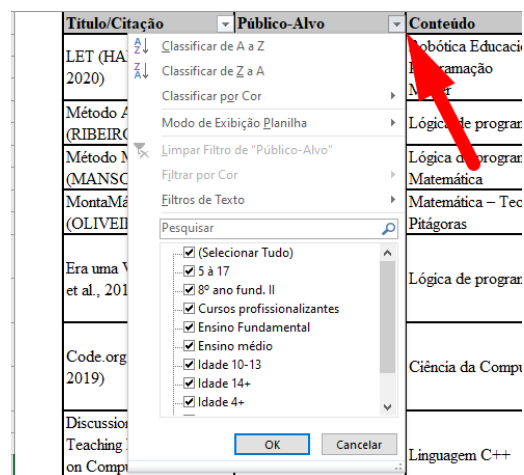 Título/Citação
Público-Alvo
Conteúdo
LET (HA
2020)
Classificar de A a Z
Classificar de Z a A
Classificar por Cor
Modo de Exibição Planilha
Limpar Filtro de "Público-Alvo"
Filtrar por Cor
Filtros de Texto
Pesquisar
(Selecionar Tudo)
5 à 17
8º ano fund. II
Cursos profissionalizantes
Ensino Fundamental
Ensino médio
Idade 10-13
Idade 14+
Idade 4+
OK
Cancelar
Método A
(RIBEIRO
Método M
(MANSO
MontaMá
(OLIVEI
Era uma V
et al., 201
Code.org
2019)
Discussion
Teaching
on Compu
Robótica Educaci
Programação
Lógica de program
Lógica de program
Matemática
Matemática – Tec
Pitágoras
Lógica de program
Ciência da Compu
Linguagem C++